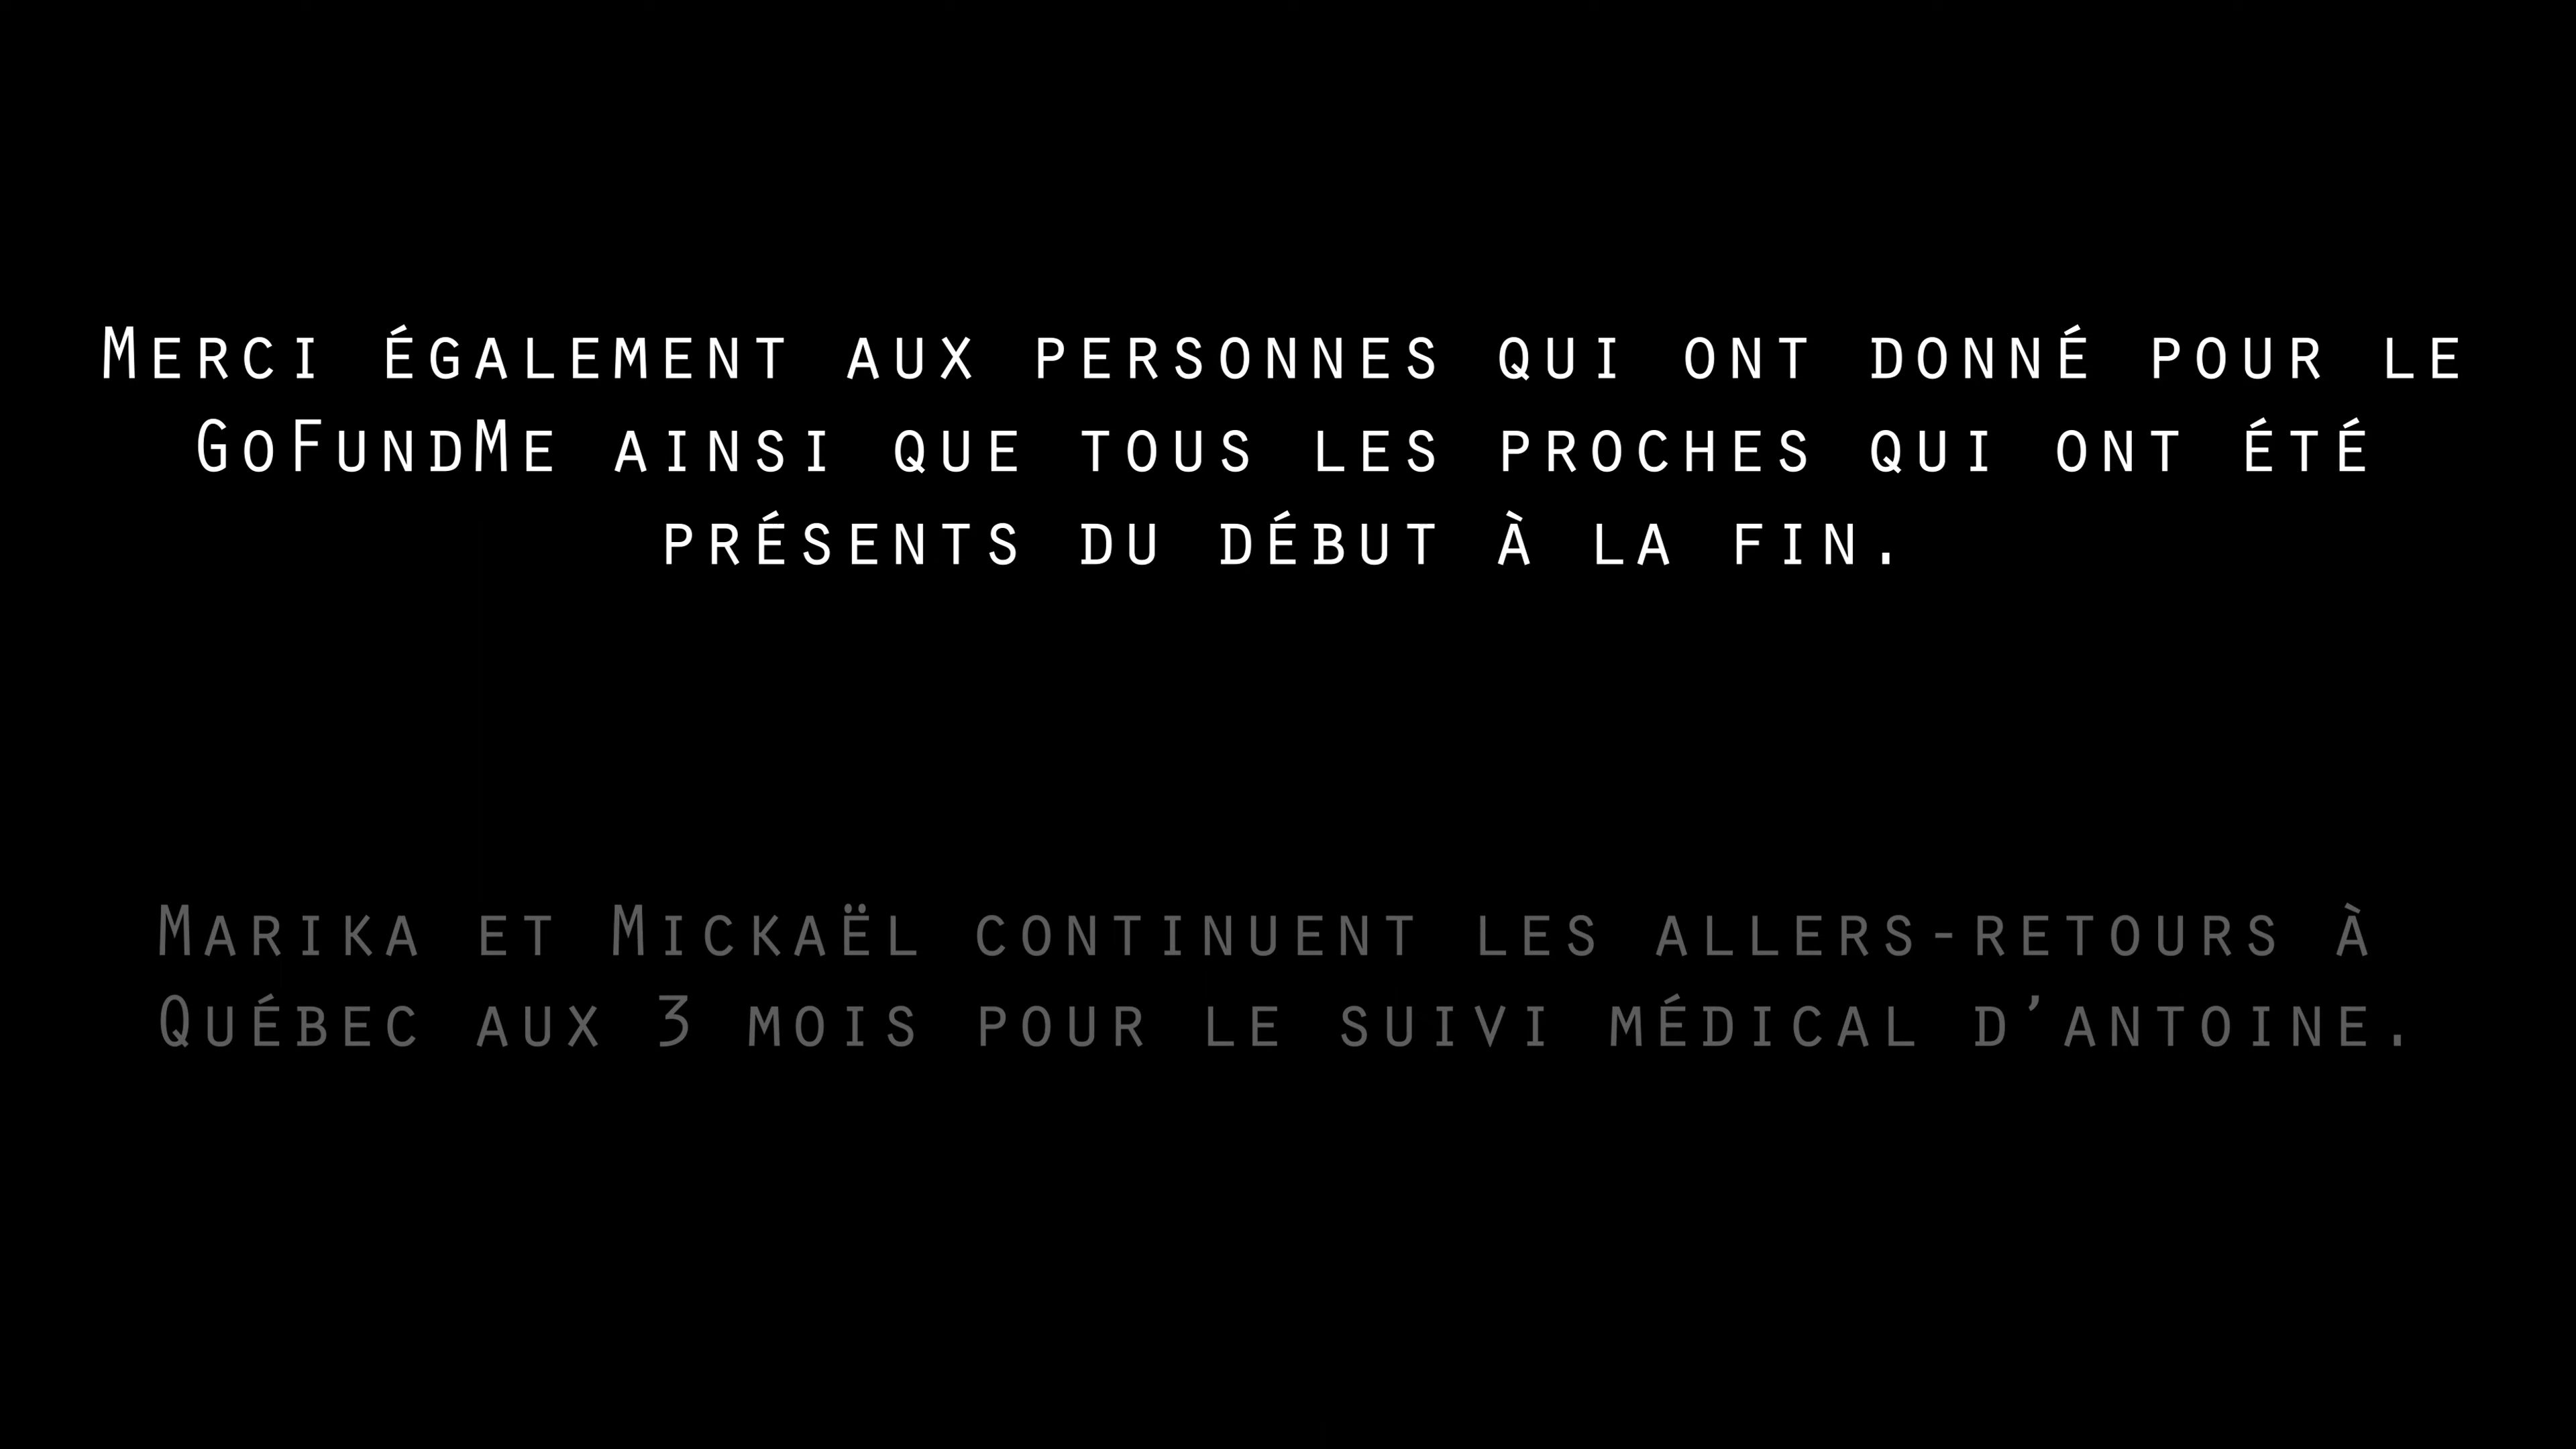 Merci également aux personnes qui ont donné pour le
GoFundMe ainsi que tous les proches qui ont été
présents du début à la fin.
Marika et Mickaël continuent les allers-retours à
Québec aux 3 mois pour le suivi médical d’antoine.